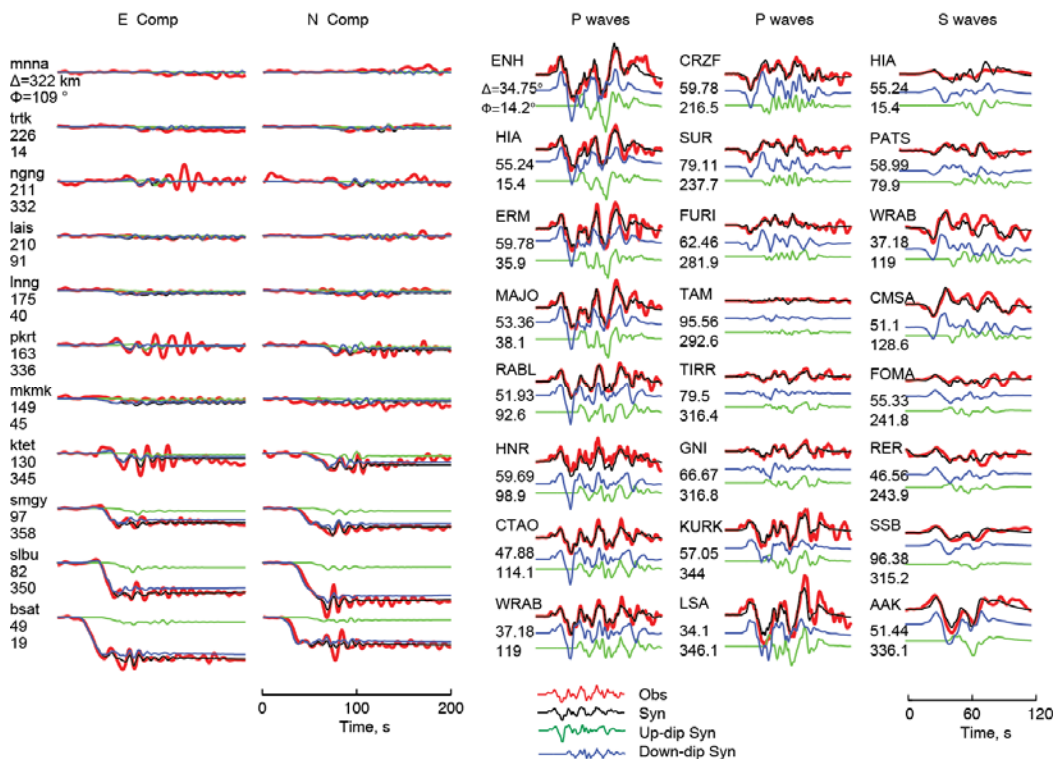 E Comp
N Comp
P waves
P waves
S waves
mnna
Δ=322 km
Φ=109 °
trtk
226
14
ngng
211
332
lais
210
91
lnng
175
40
pkrt
163
336
mkmk
149
45
ktet
130
345
smgy
97
358
slbu
82
350
bsat
49
19
0 100 200
Time, s
ENH
Δ=34.75°
Φ=14.2°
HIA
55.24
15.4
ERM
59.78
35.9
MAJO
53.36
38.1
RABL
51.93
92.6
HNR
59.69
98.9
CTAO
47.88
114.1
WRAB
37.18
119
CRZF
59.78
216.5
SUR
79.11
237.7
FURI
62.46
281.9
TAM
95.56
292.6
TIRR
79.5
316.4
GNI
66.67
316.8
KURK
57.05
344
LSA
34.1
346.1
HIA
55.24
15.4
PATS
58.99
79.9
WRAB
37.18
119
CMSA
51.1
128.6
FOMA
55.33
241.8
RER
46.56
243.9
SSB
96.38
315.2
AAK
51.44
336.1
Obs
Syn
Up-dip Syn
Down-dip Syn
0 60 120
Time, s